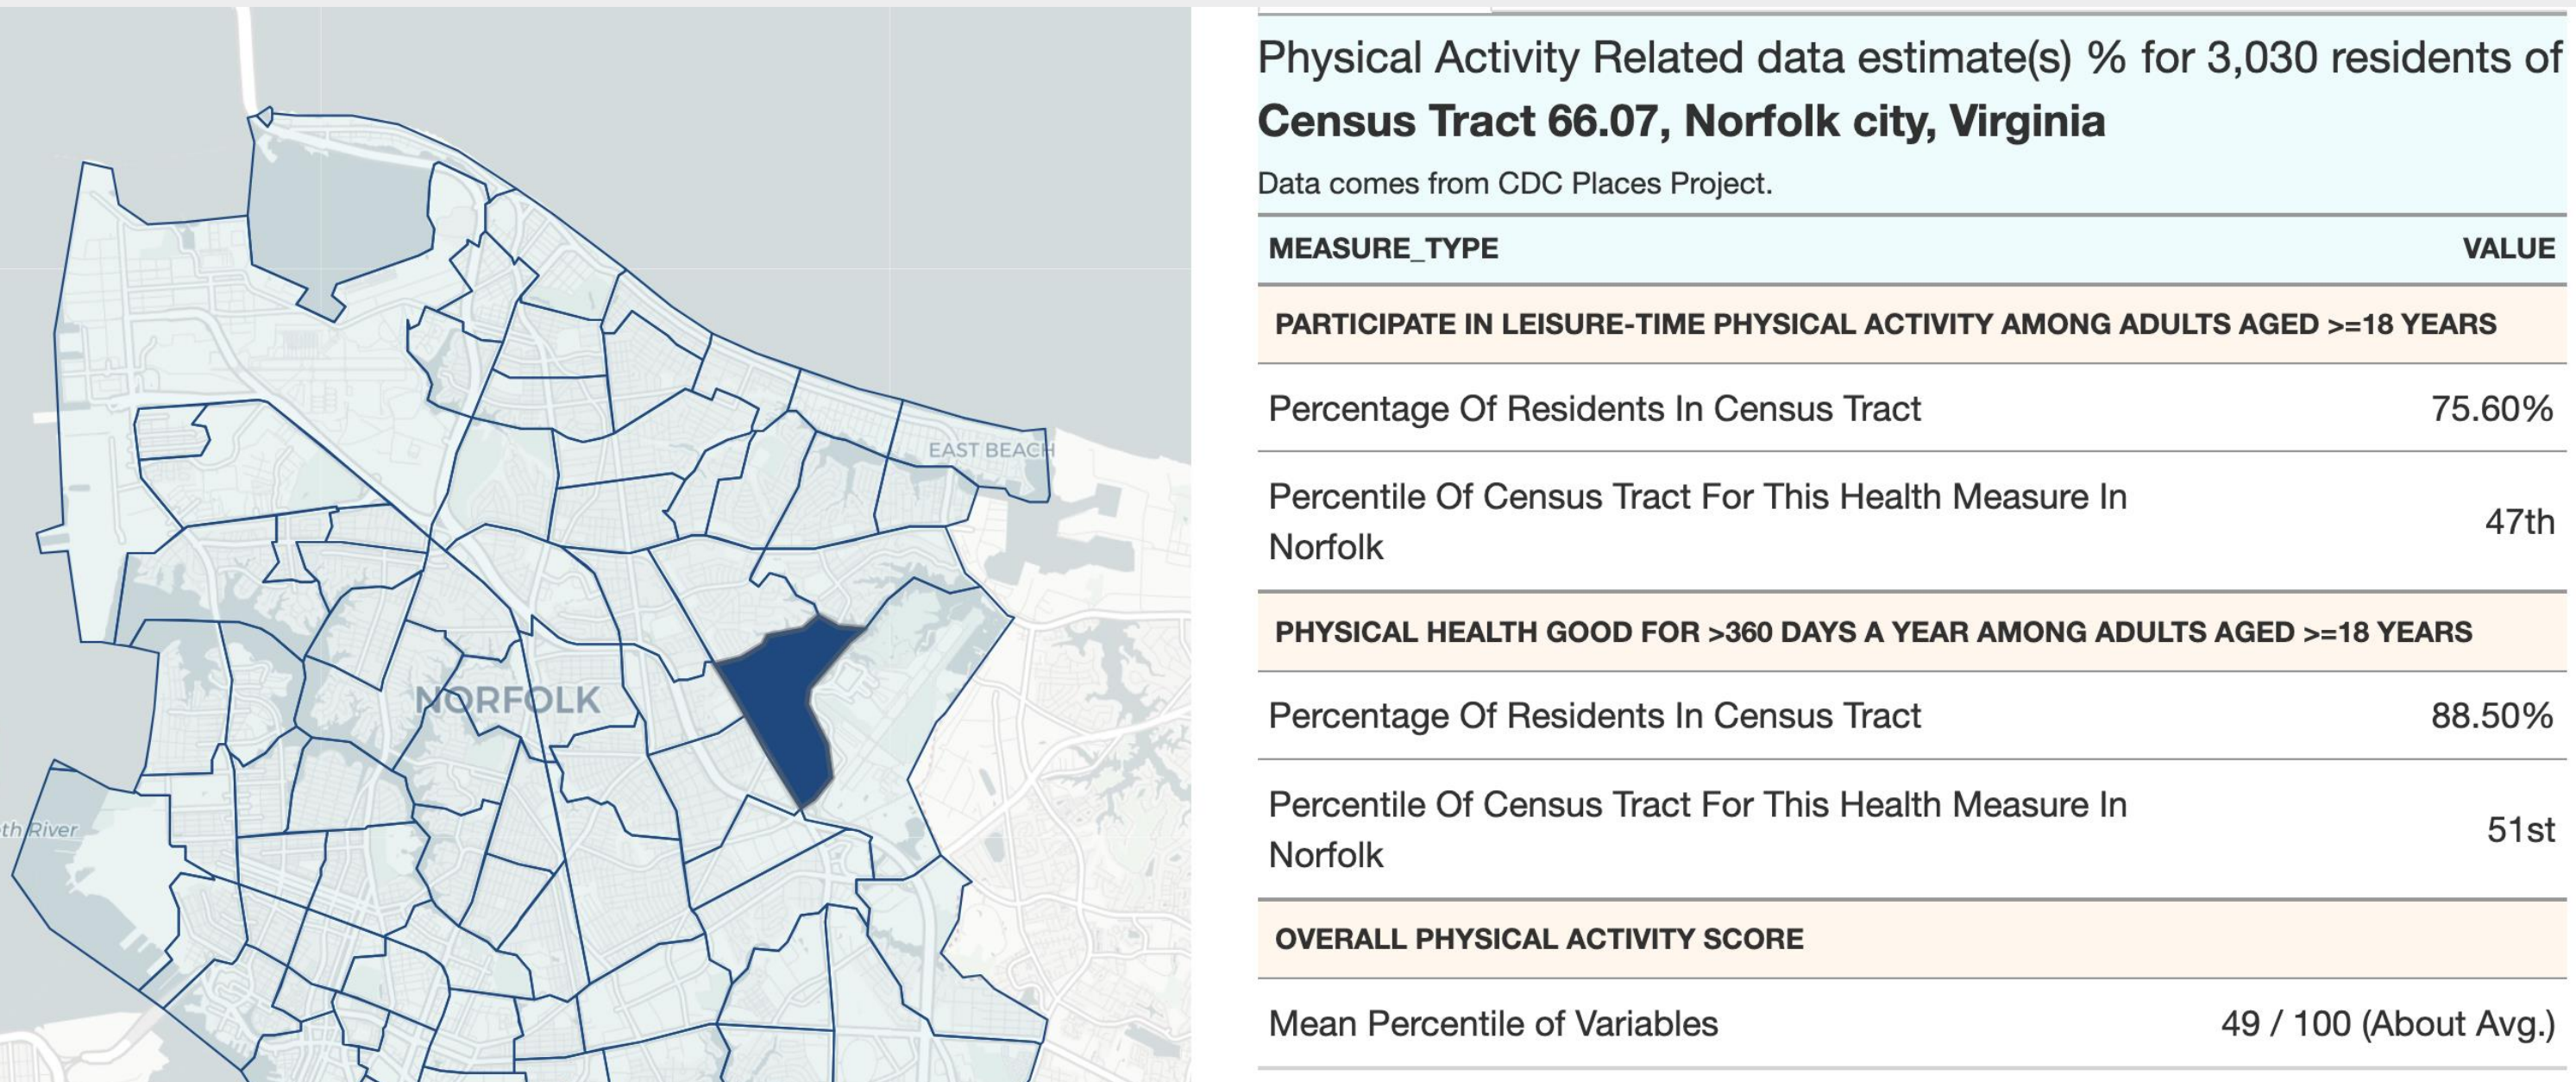 EAST BEACH
NORFOLK
th River
Physical Activity Related data estimate(s) % for 3,030 residents of
Census Tract 66.07, Norfolk city, Virginia
Data comes from CDC Places Project.
MEASURE_TYPE VALUE
PARTICIPATE IN LEISURE-TIME PHYSICAL ACTIVITY AMONG ADULTS AGED >=18 YEARS
Percentage Of Residents In Census Tract 75.60%
Percentile Of Census Tract For This Health Measure In
Norfolk 47th
PHYSICAL HEALTH GOOD FOR >360 DAYS A YEAR AMONG ADULTS AGED >=18 YEARS
Percentage Of Residents In Census Tract 88.50%
Percentile Of Census Tract For This Health Measure In
Norfolk 51st
OVERALL PHYSICAL ACTIVITY SCORE
Mean Percentile of Variables 49 / 100 (About Avg.)